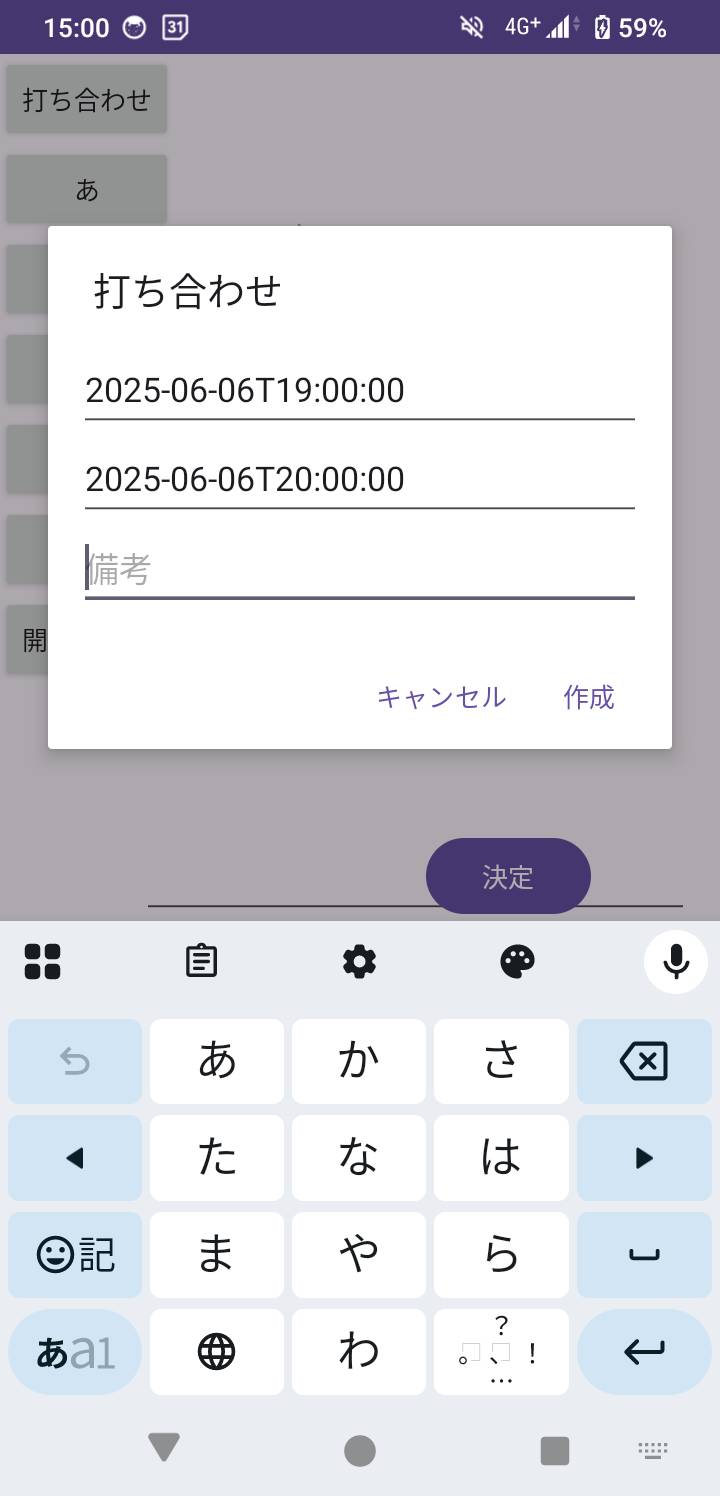 15:00 31 4G+ 59%
打ち合わせ
あ
打ち合わせ
2025-06-06T19:00:00
2025-06-06T20:00:00
備考
開
キャンセル 作成
決定
あ か さ
た な は
記 ま や ら
あa1 わ 。、?!…